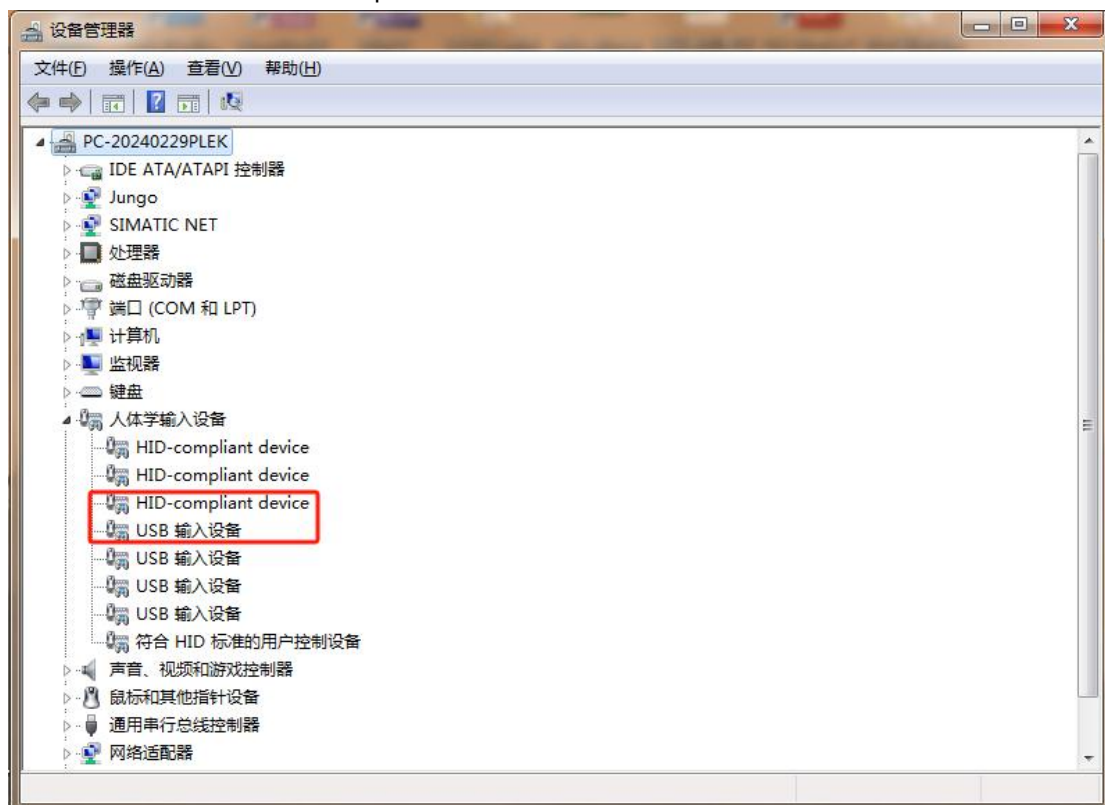 设备管理器
文件(F) 操作(A) 查看(V) 帮助(H)
PC-20240229PLEK
IDE ATA/ATAPI 控制器
Jungo
SIMATIC NET
处理器
磁盘驱动器
端口 (COM 和 LPT)
计算机
监视器
键盘
人体学输入设备
HID-compliant device
HID-compliant device
HID-compliant device
USB 输入设备
USB 输入设备
USB 输入设备
USB 输入设备
符合 HID 标准的用户控制设备
声音、视频和游戏控制器
鼠标和其他指针设备
通用串行总线控制器
网络适配器